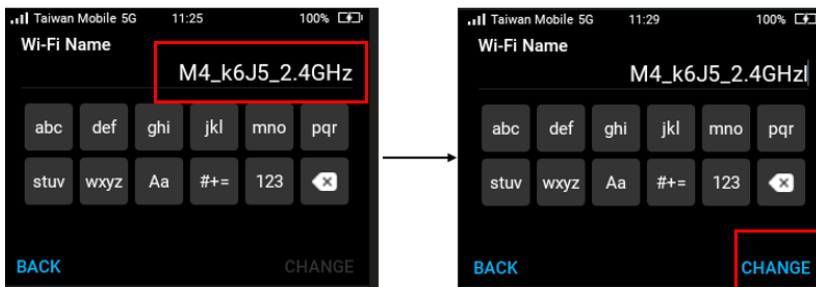 Taiwan Mobile 5G 11:25 100%
Wi-Fi Name
M4_k6J5_2.4GHz
abc def ghi jkl mno pqr
stuv wxyz Aa #+= 123
BACK CHANGE
Taiwan Mobile 5G 11:29 100%
Wi-Fi Name
M4_k6J5_2.4GHz
abc def ghi jkl mno pqr
stuv wxyz Aa #+= 123
BACK CHANGE